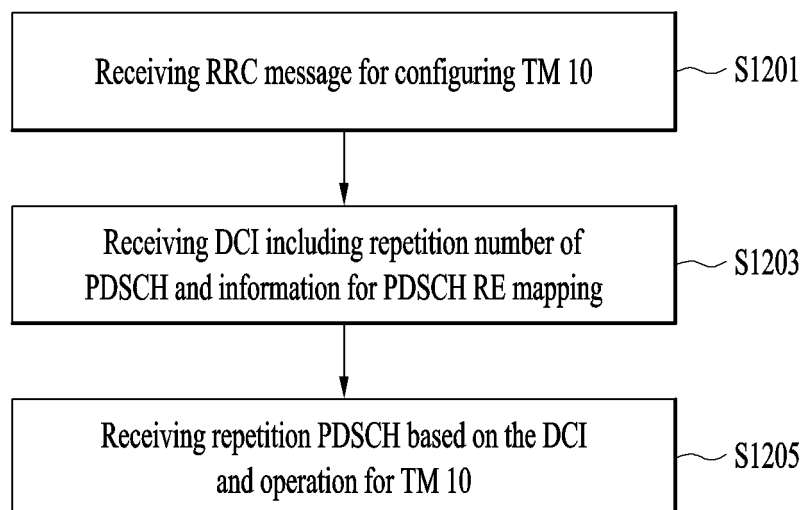 Receiving RRC message for configuring TM 10
S1201
Receiving DCI including repetition number of
PDSCH and information for PDSCH RE mapping
S1203
Receiving repetition PDSCH based on the DCI
and operation for TM 10
S1205